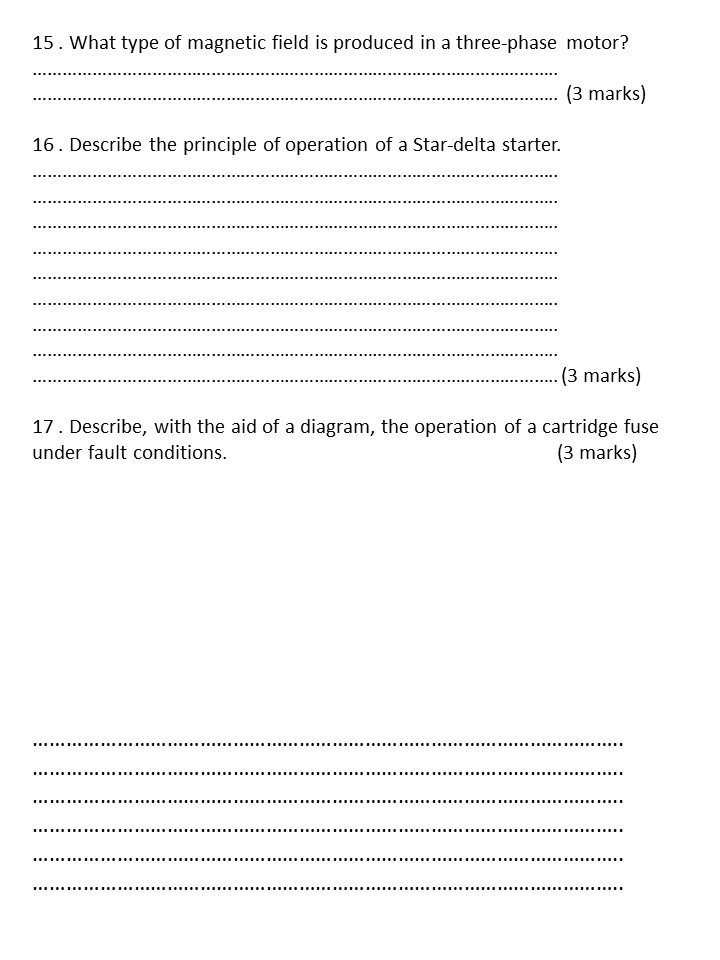 15 . What type of magnetic field is produced in a three-phase motor?
……………………………………………………………………………………………..
…………………………………………………………………………………………….. (3 marks)
16 . Describe the principle of operation of a Star-delta starter.
……………………………………………………………………………………………..
……………………………………………………………………………………………..
……………………………………………………………………………………………..
……………………………………………………………………………………………..
……………………………………………………………………………………………..
……………………………………………………………………………………………..
……………………………………………………………………………………………..
……………………………………………………………………………………………..
…………………………………………………………………………………………….. (3 marks)
17 . Describe, with the aid of a diagram, the operation of a cartridge fuse
under fault conditions. (3 marks)
……………………………………………………………………………………………..
……………………………………………………………………………………………..
……………………………………………………………………………………………..
……………………………………………………………………………………………..
……………………………………………………………………………………………..
……………………………………………………………………………………………..